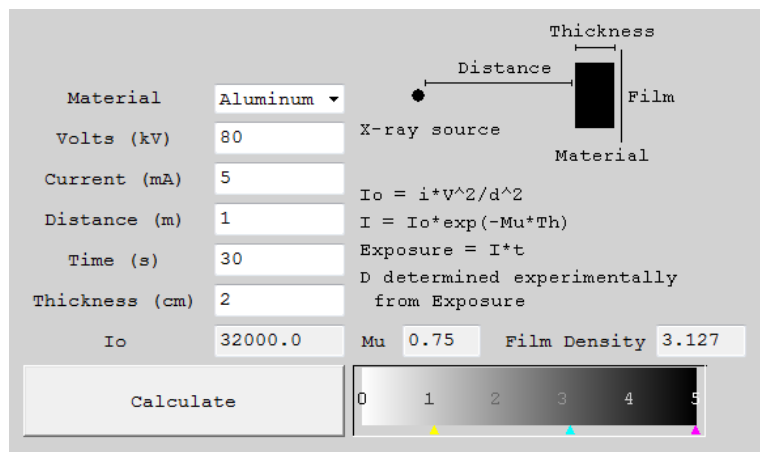 Thickness
Distance
Film
Material Aluminum
X-ray source
Volts (kV) 80
Material
Current (mA) 5
Io = i*V^2/d^2
Distance (m) 1
I = Io*exp(-Mu*Th)
Time (s) 30
Exposure = I*t
D determined experimentally
from Exposure
Thickness (cm) 2
Io 32000.0 Mu 0.75 Film Density 3.127
Calculate
0 1 2 3 4 5